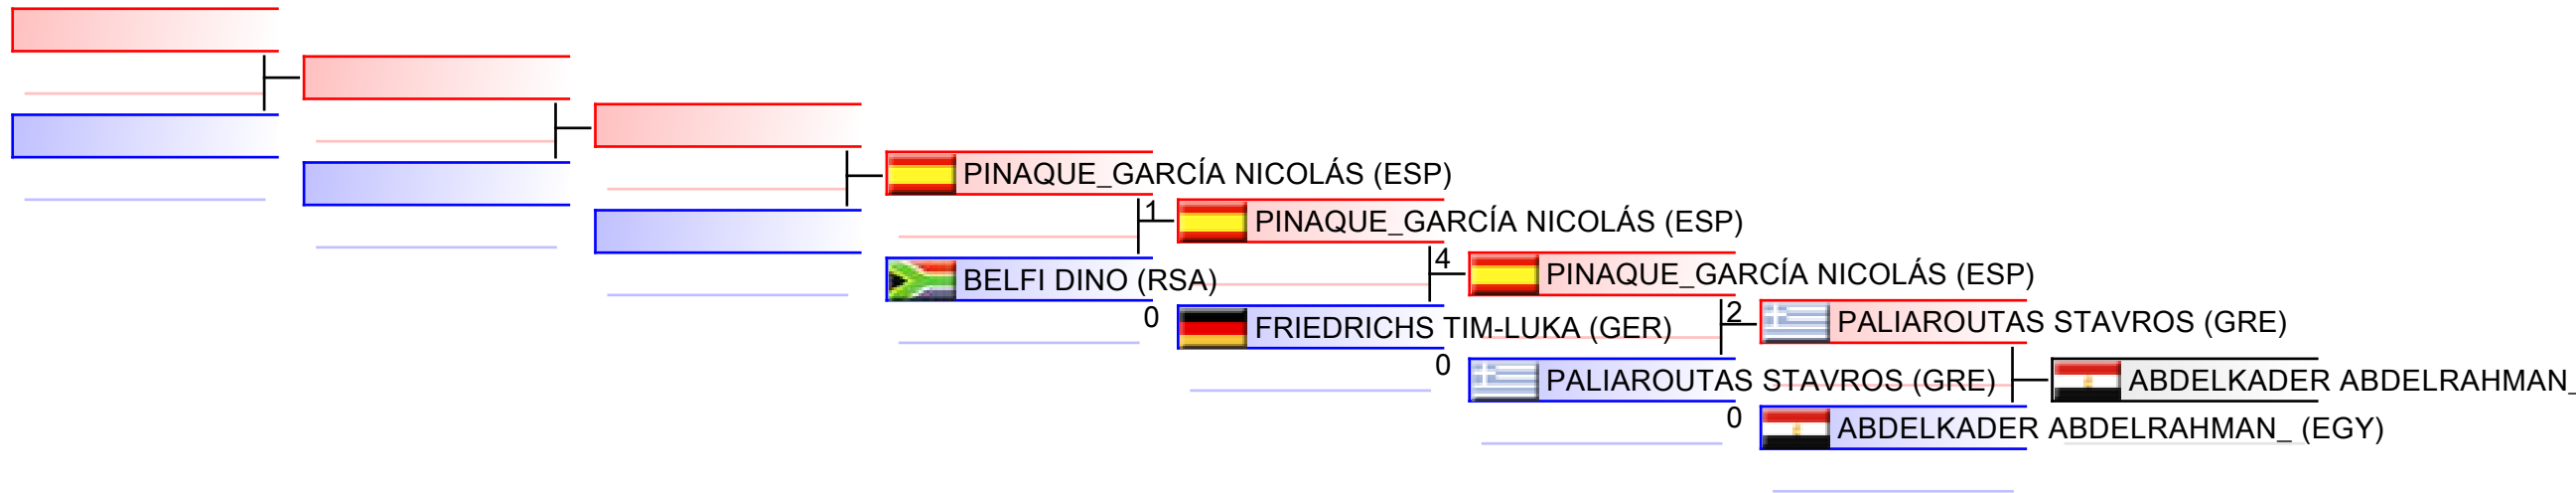 PINAQUE_GARCÍA NICOLÁS (ESP)
1
PINAQUE_GARCÍA NICOLÁS (ESP)
BELFI DINO (RSA)
0
4
PINAQUE_GARCÍA NICOLÁS (ESP)
FRIEDRICHS TIM-LUKA (GER)
0
2
PALIAROUTAS STAVROS (GRE)
PALIAROUTAS STAVROS (GRE)
0
ABDELKADER ABDELRAHMAN_
ABDELKADER ABDELRAHMAN_ (EGY)